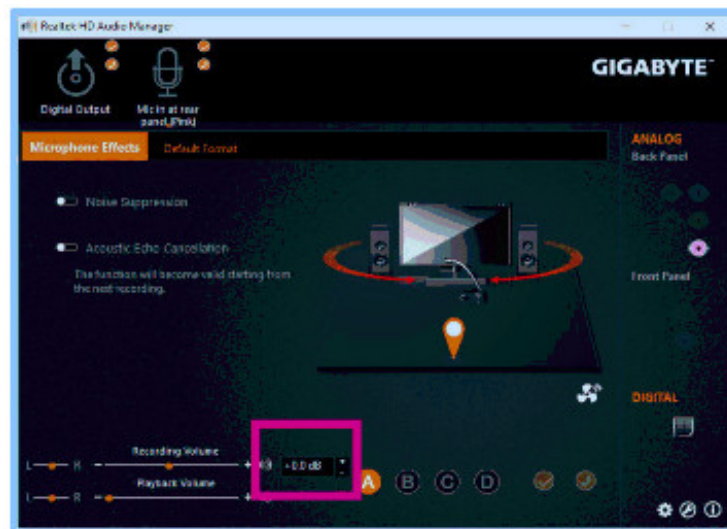 Realtek HD Audio Manager
GIGABYTE
Digital Output
Mic in at rear
panel (Pink)
Microphone Effects
Default Format
ANALOG
Back Panel
Noise Suppression
Acoustic Echo Cancellation
The function will become valid starting from
the next recording.
Front Panel
DIGITAL
Recording Volume
L R - + +0.0 dB
Playback Volume
L R - +
A B C D